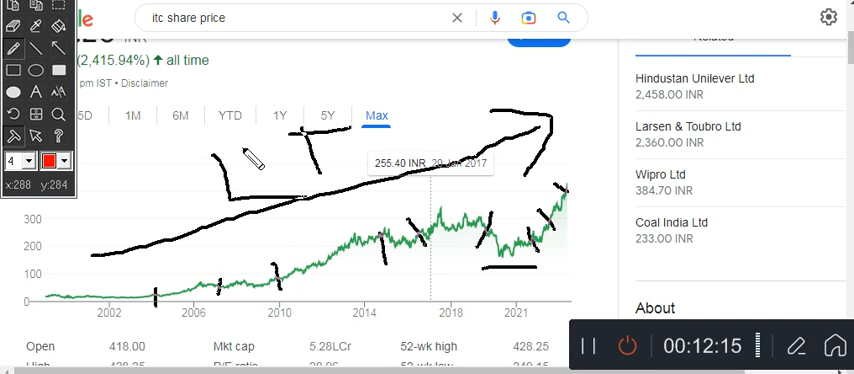 itc share price
INR
(2,415.94%) ↑ all time
pm IST • Disclaimer
5D 1M 6M YTD 1Y 5Y Max
255.40 INR 20 Jan 2017
300
200
100
0
2002 2006 2010 2014 2018 2021
Open 418.00 Mkt cap 5.28LCr 52-wk high 428.25
High
Related
Hindustan Unilever Ltd
2,458.00 INR
Larsen & Toubro Ltd
2,360.00 INR
Wipro Ltd
384.70 INR
Coal India Ltd
233.00 INR
About
A
?
4
x:288 y:284
00:12:15